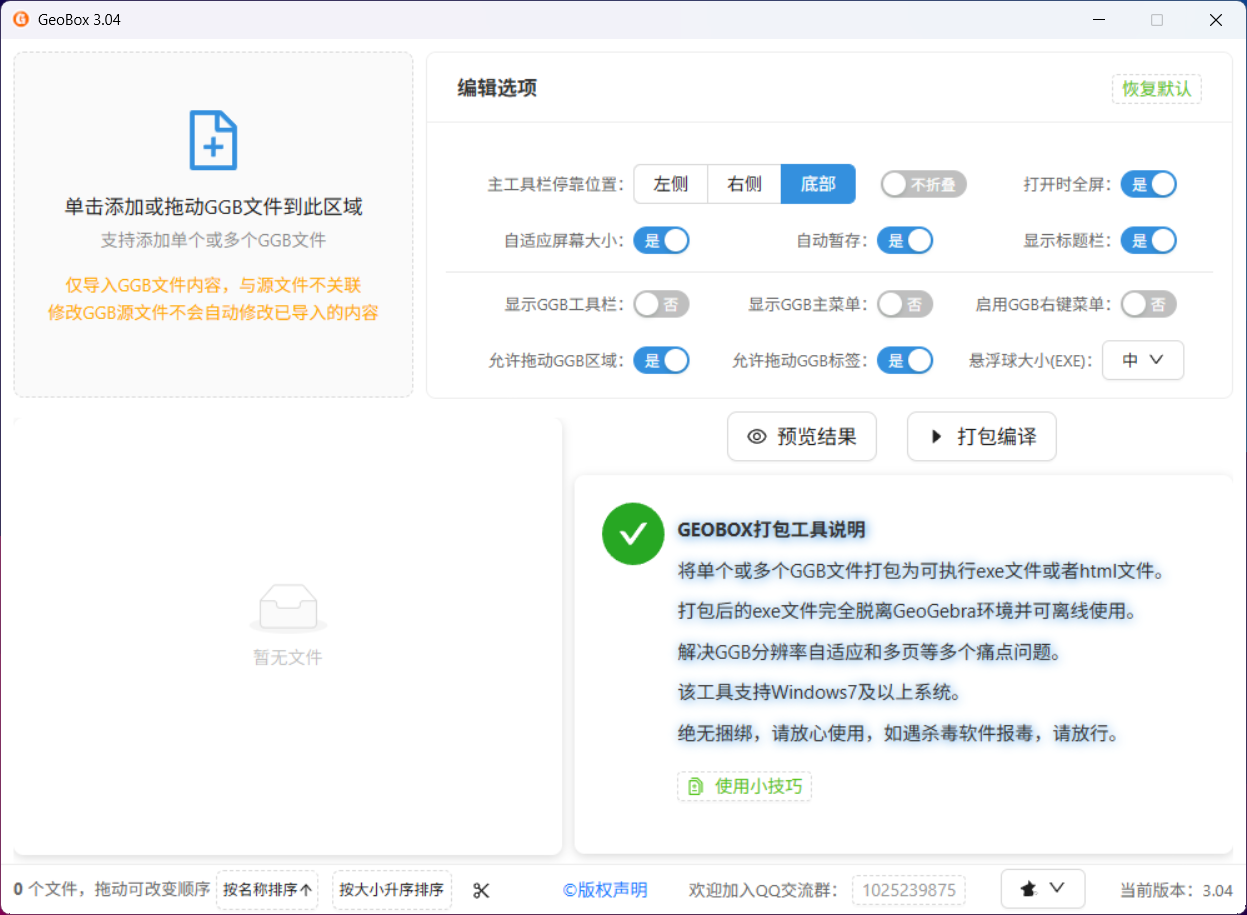 GeoBox 3.04
单击添加或拖动GGB文件到此区域
支持添加单个或多个GGB文件
仅导入GGB文件内容，与源文件不关联
修改GGB源文件不会自动修改已导入的内容
编辑选项
恢复默认
主工具栏停靠位置： 左侧 右侧 底部 不折叠 打开时全屏： 是
自适应屏幕大小： 是 自动暂存： 是 显示标题栏： 是
显示GGB工具栏： 否 显示GGB主菜单： 否 启用GGB右键菜单： 否
允许拖动GGB区域： 是 允许拖动GGB标签： 是 悬浮球大小(EXE)： 中
预览结果 打包编译
暂无文件
GEOBOX打包工具说明
将单个或多个GGB文件打包为可执行exe文件或者html文件。
打包后的exe文件完全脱离GeoGebra环境并可离线使用。
解决GGB分辨率自适应和多页等多个痛点问题。
该工具支持Windows7及以上系统。
绝无捆绑，请放心使用，如遇杀毒软件报毒，请放行。
使用小技巧
0 个文件，拖动可改变顺序 按名称排序↑ 按大小升序排序 ©版权声明 欢迎加入QQ交流群： 1025239875 当前版本：3.04